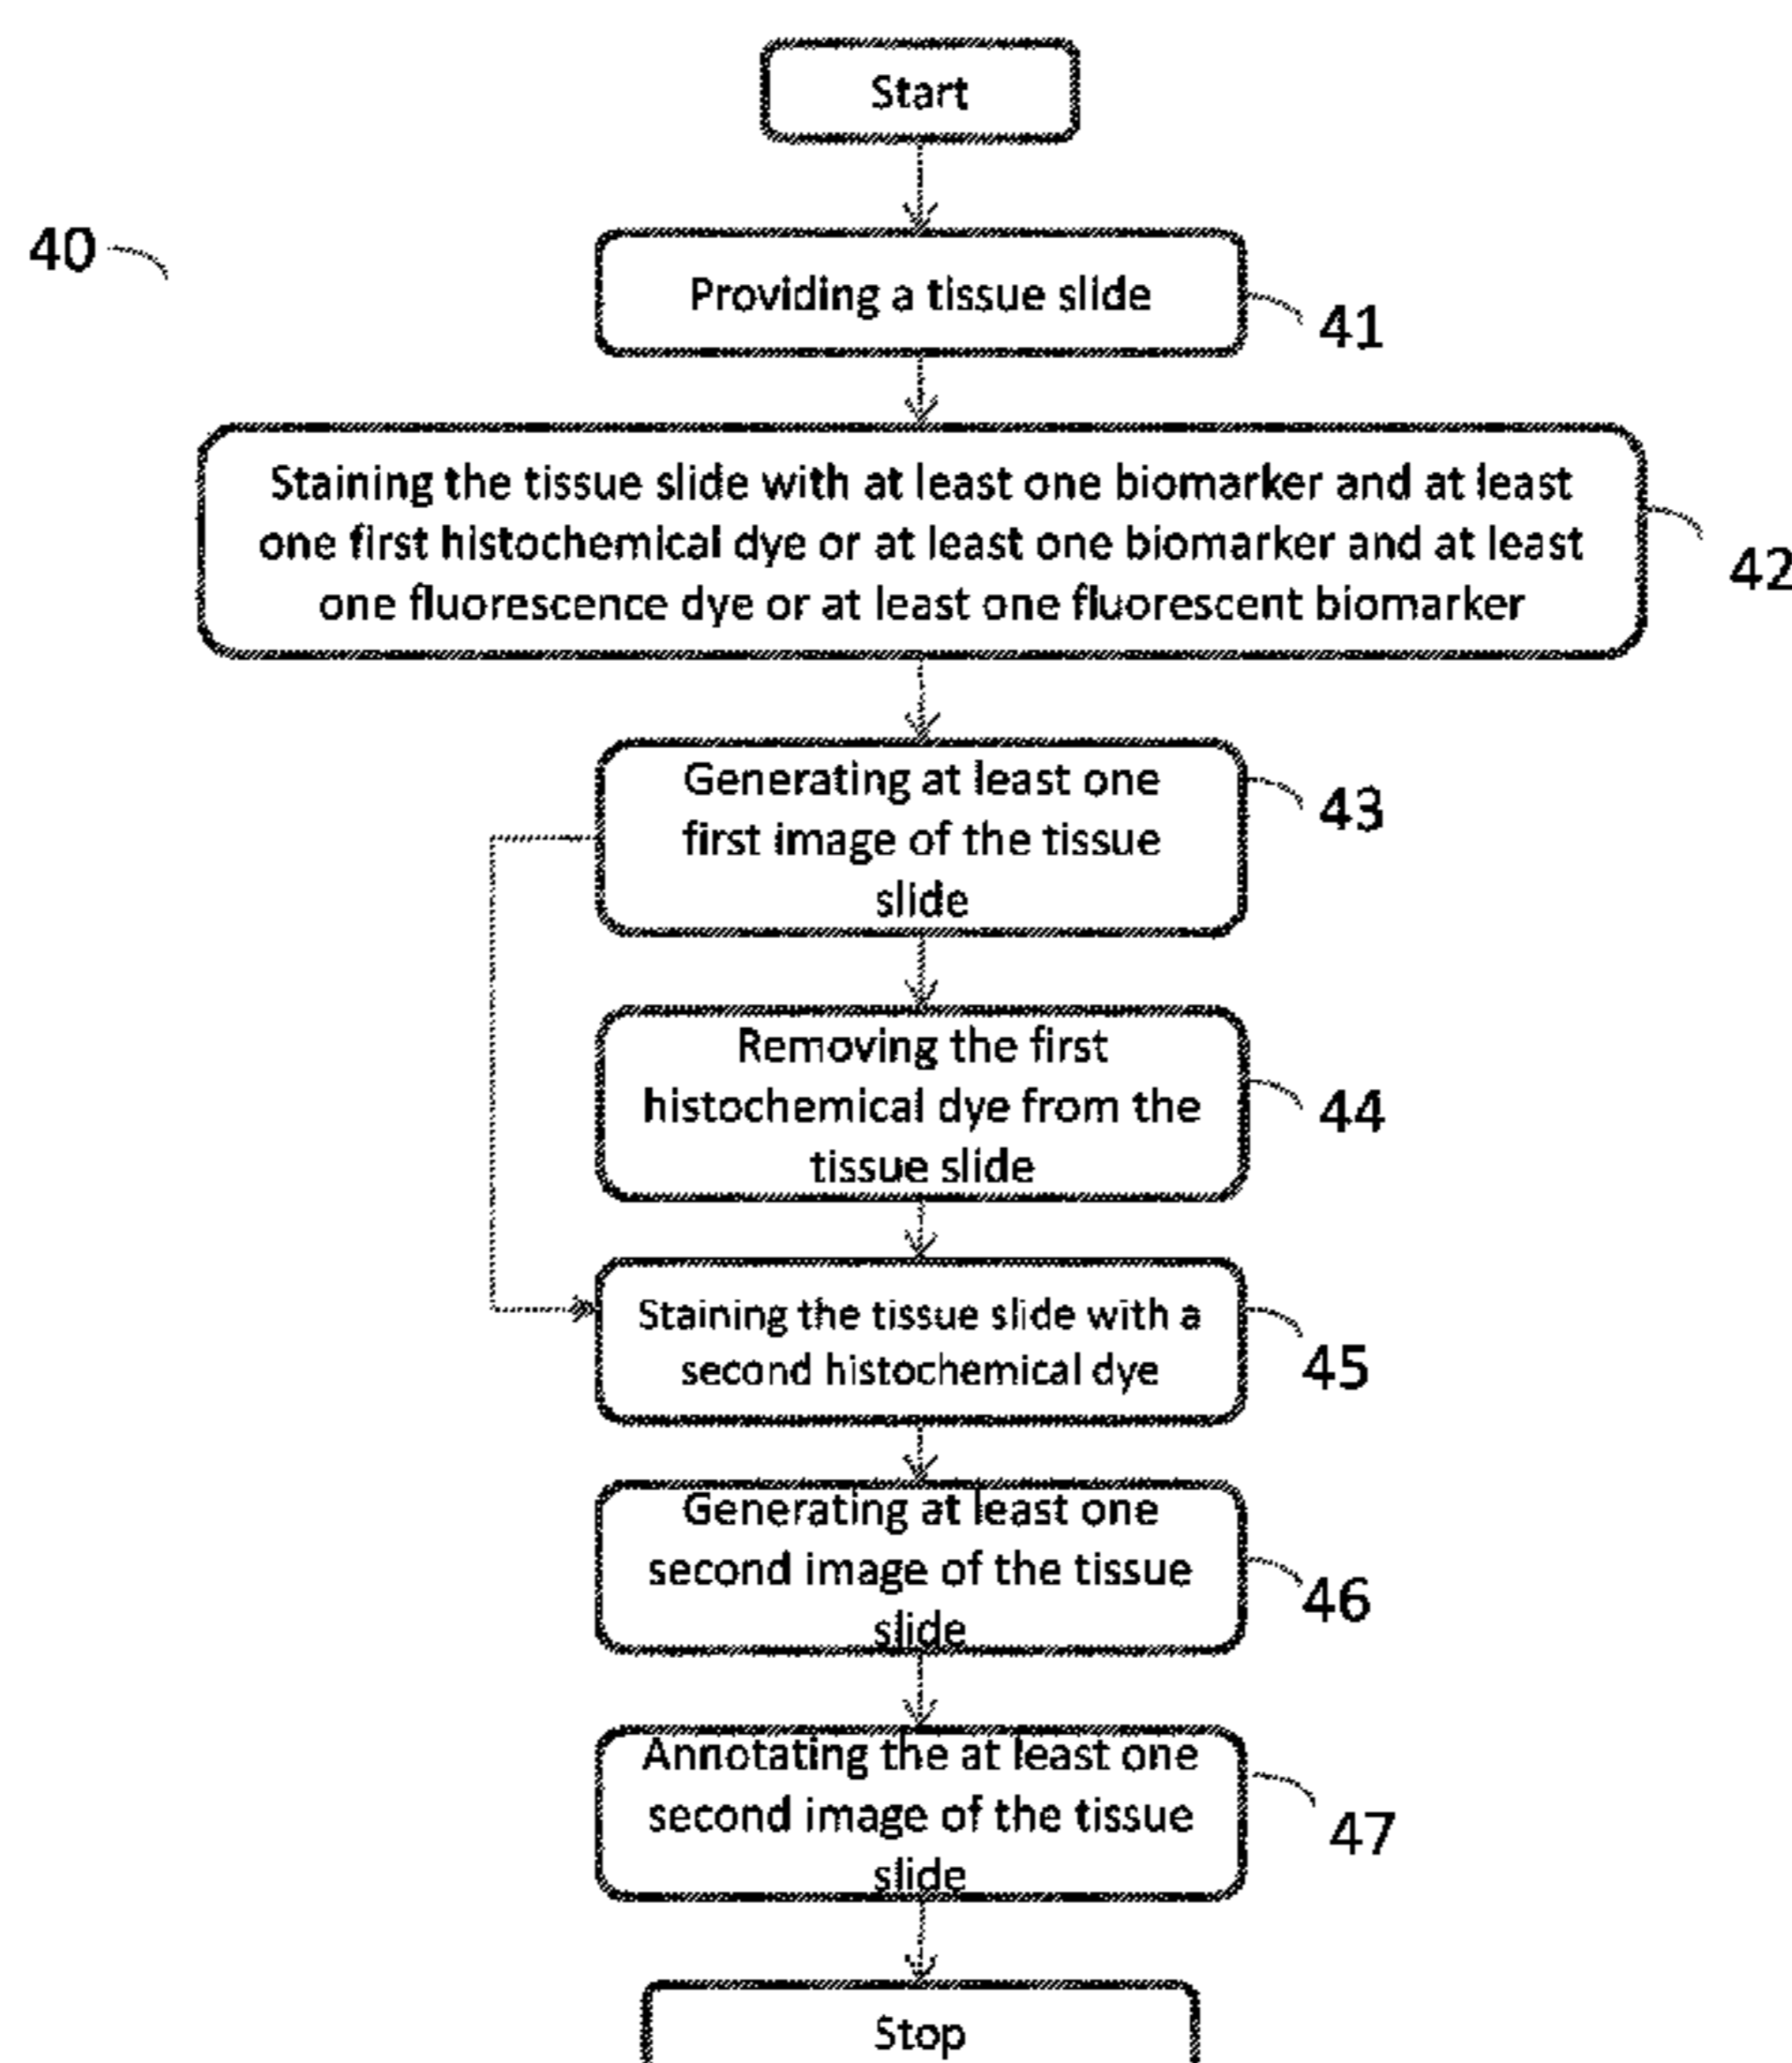 Start
40
Providing a tissue slide
41
Staining the tissue slide with at least one biomarker and at least
one first histochemical dye or at least one biomarker and at least
one fluorescence dye or at least one fluorescent biomarker
42
Generating at least one
first image of the tissue
slide
43
Removing the first
histochemical dye from the
tissue slide
44
Staining the tissue slide with a
second histochemical dye
45
Generating at least one
second image of the tissue
slide
46
Annotating the at least one
second image of the tissue
slide
47
Stop